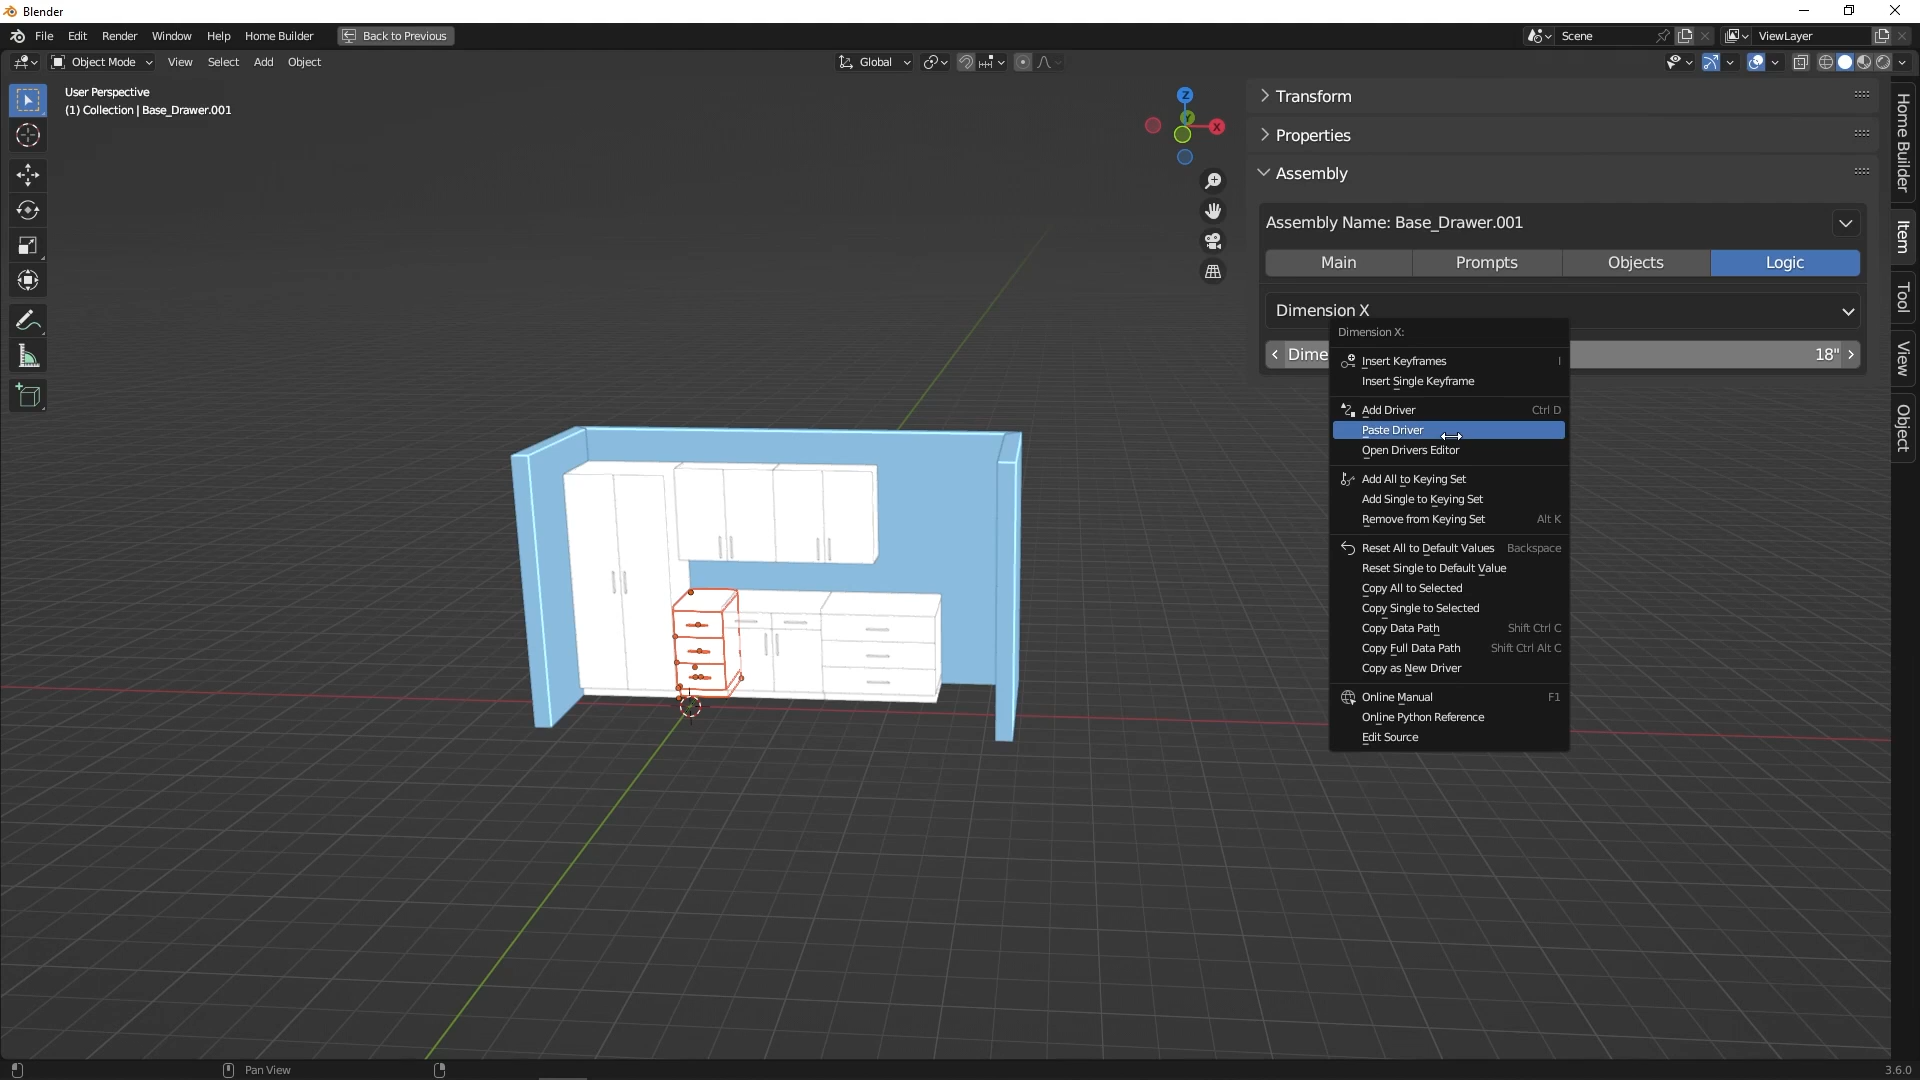 Blender
File Edit Render Window Help Home Builder Back to Previous Scene ViewLayer
Object Mode View Select Add Object Global
User Perspective
(1) Collection | Base_Drawer.001
Z
Y
X
Transform
Properties
Assembly
Assembly Name: Base_Drawer.001
Main Prompts Objects Logic
Dimension X
Dime 18"
Dimension X:
Insert Keyframes I
Insert Single Keyframe
Add Driver Ctrl D
Paste Driver
Open Drivers Editor
Add All to Keying Set
Add Single to Keying Set
Remove from Keying Set Alt K
Reset All to Default Values Backspace
Reset Single to Default Value
Copy All to Selected
Copy Single to Selected
Copy Data Path Shift Ctrl C
Copy Full Data Path Shift Ctrl Alt C
Copy as New Driver
Online Manual F1
Online Python Reference
Edit Source
Home Builder
Item
Tool
View
Object
Pan View
3.6.0